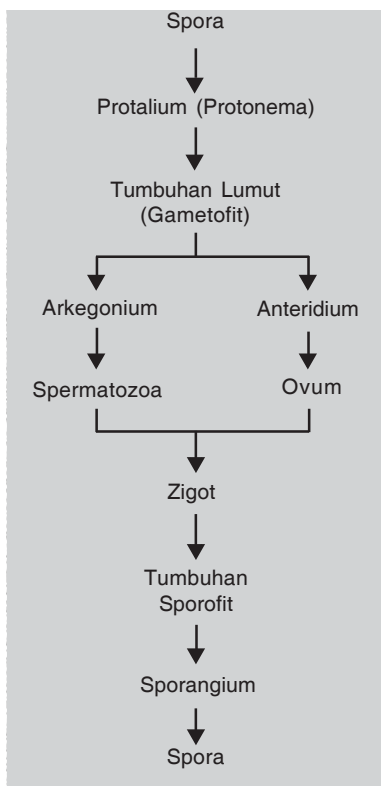 Spora
Protalium (Protonema)
Tumbuhan Lumut
(Gametofit)
Arkegonium
Anteridium
Spermatozoa
Ovum
Zigot
Tumbuhan
Sporofit
Sporangium
Spora